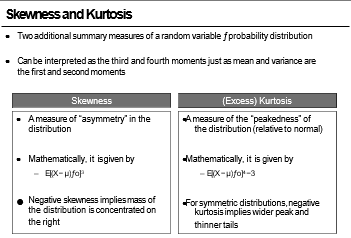 Skewness and Kurtosis
• Two additional summary measures of a random variable ƒ probability distribution
• Can be interpreted as the third and fourth moments just as mean and variance are
the first and second moments
Skewness
• A measure of “asymmetry” in the
distribution
• Mathematically, it is given by
– E[(X – μ)ƒσ]³
• Negative skewness implies mass of
the distribution is concentrated on
the right
(Excess) Kurtosis
• A measure of the “peakedness” of
the distribution (relative to normal)
• Mathematically, it is given by
– E[(X – μ)ƒσ]⁴ – 3
• For symmetric distributions, negative
kurtosis implies wider peak and
thinner tails